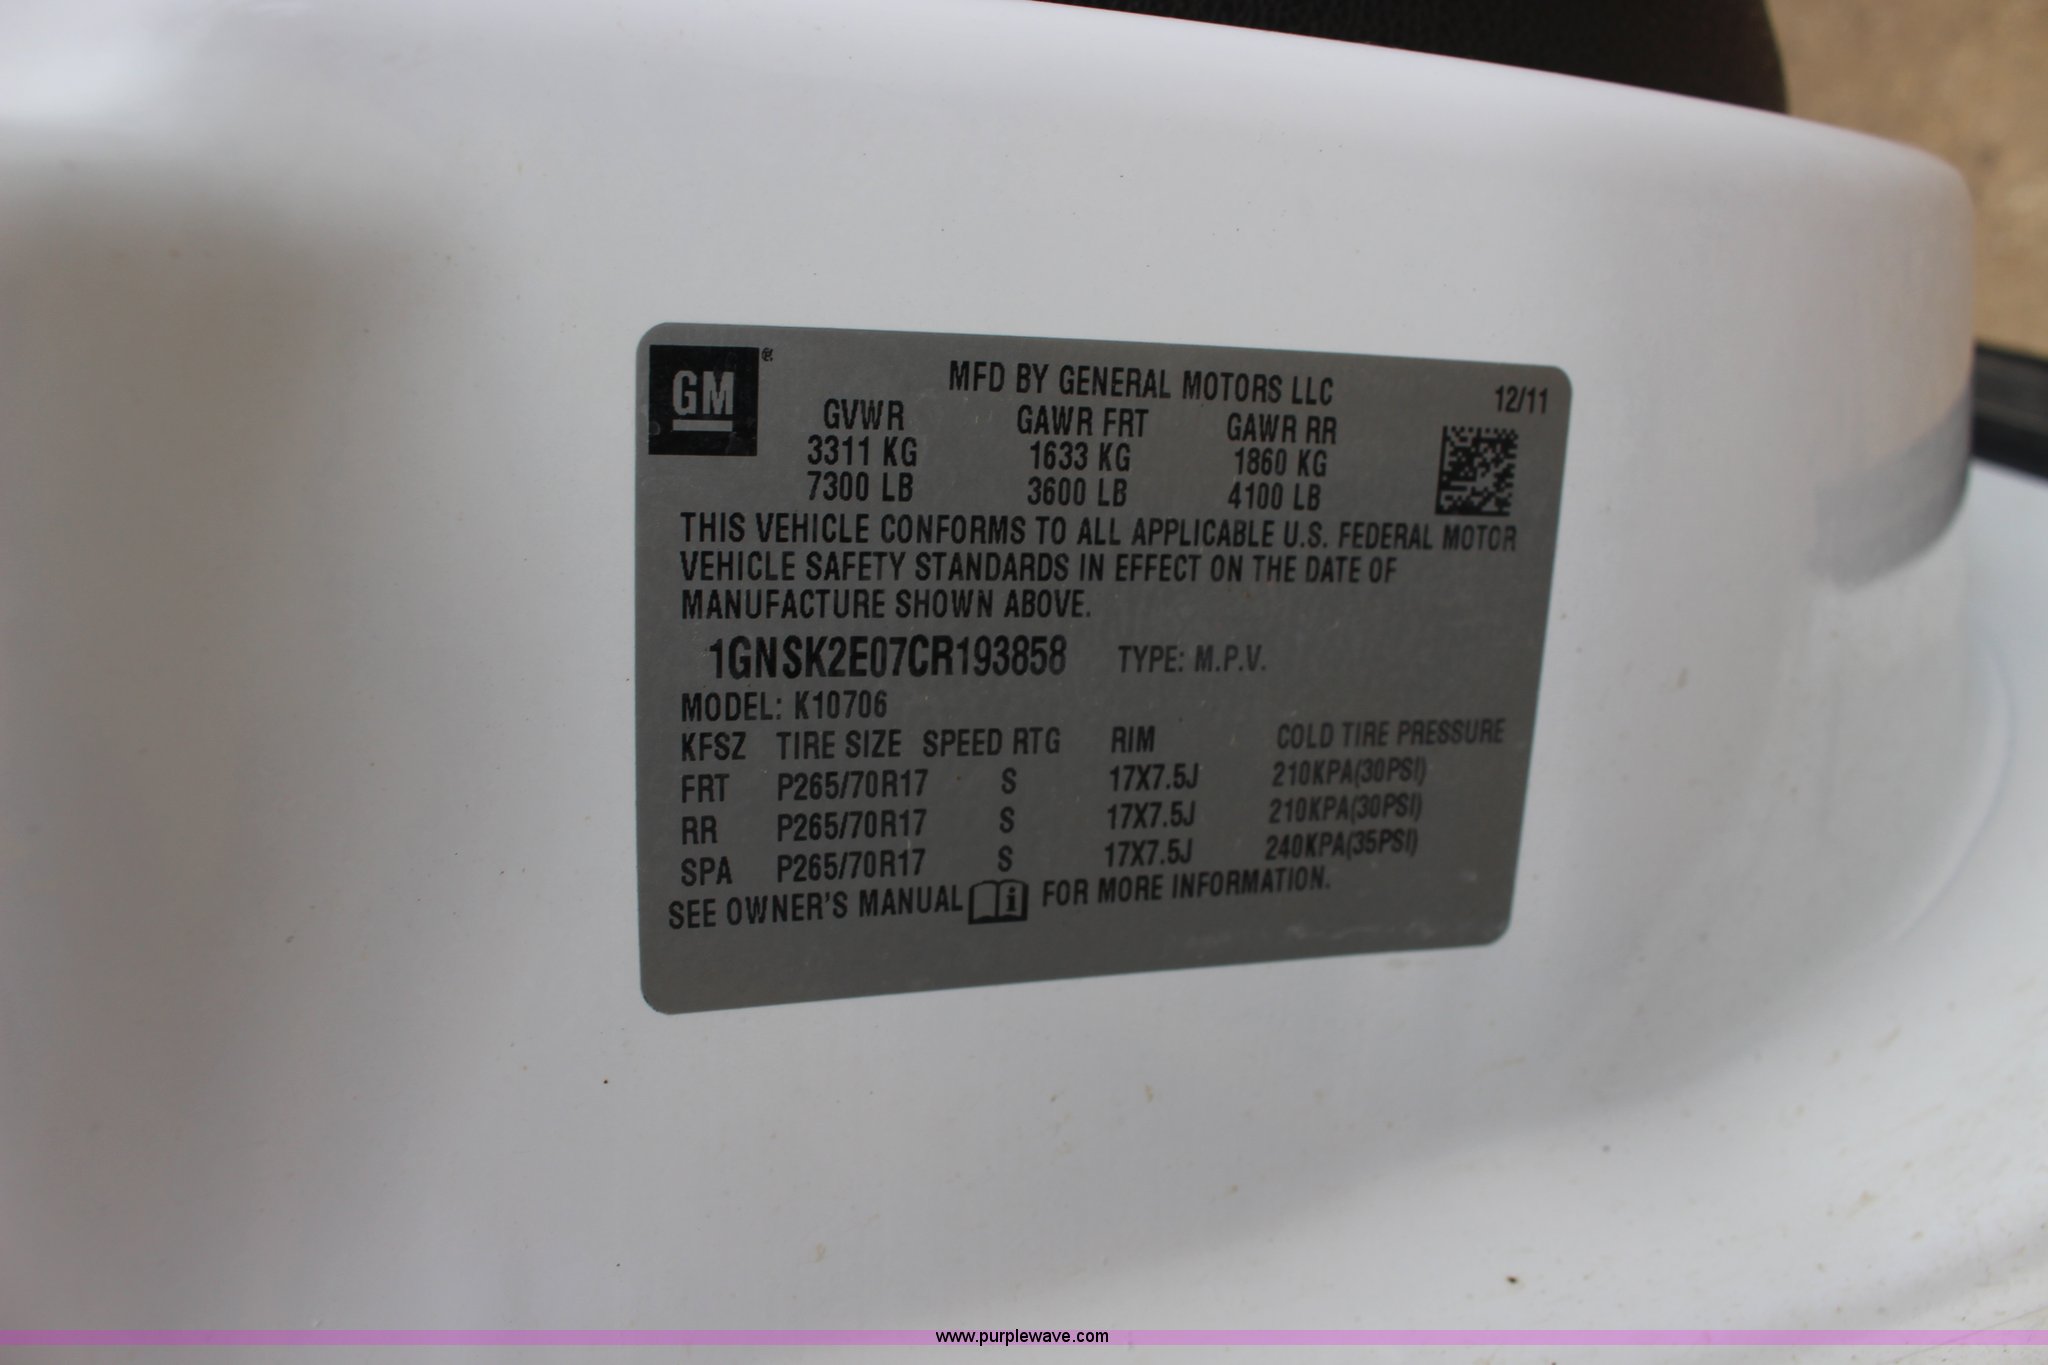 GM®
MFD BY GENERAL MOTORS LLC 12/11
GVWR GAWR FRT GAWR RR
3311 KG 1633 KG 1860 KG
7300 LB 3600 LB 4100 LB
THIS VEHICLE CONFORMS TO ALL APPLICABLE U.S. FEDERAL MOTOR
VEHICLE SAFETY STANDARDS IN EFFECT ON THE DATE OF
MANUFACTURE SHOWN ABOVE.
1GNSK2E07CR193858 TYPE: M.P.V.
MODEL: K10706
KFSZ TIRE SIZE SPEED RTG RIM COLD TIRE PRESSURE
FRT P265/70R17 S 17X7.5J 210KPA(30PSI)
RR P265/70R17 S 17X7.5J 210KPA(30PSI)
SPA P265/70R17 S 17X7.5J 240KPA(35PSI)
SEE OWNER'S MANUAL i FOR MORE INFORMATION.
www.purplewave.com